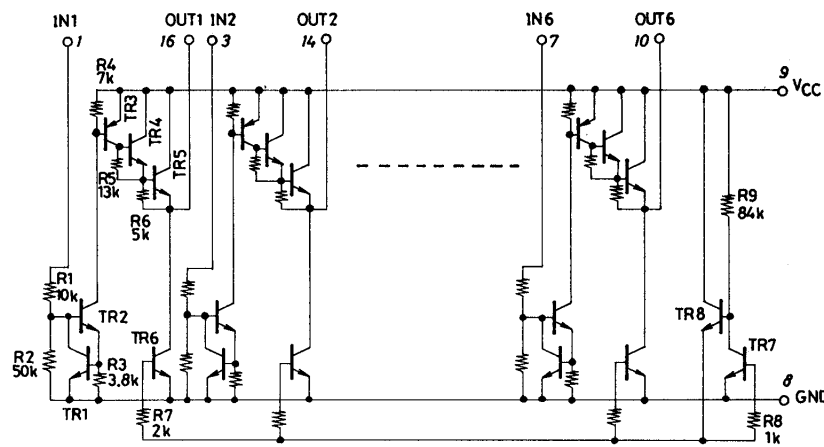 IN1 OUT1 IN2 OUT2 IN6 OUT6
1 16 3 14 7 10
R4
7k
TR3
TR4
TR5
9
VCC
R5
13k
R6
5k
R9
84k
R1
10k
TR2
TR8
R2
50k
R3
3.8k
TR6
TR7
TR1
R7
2k
8
GND
R8
1k